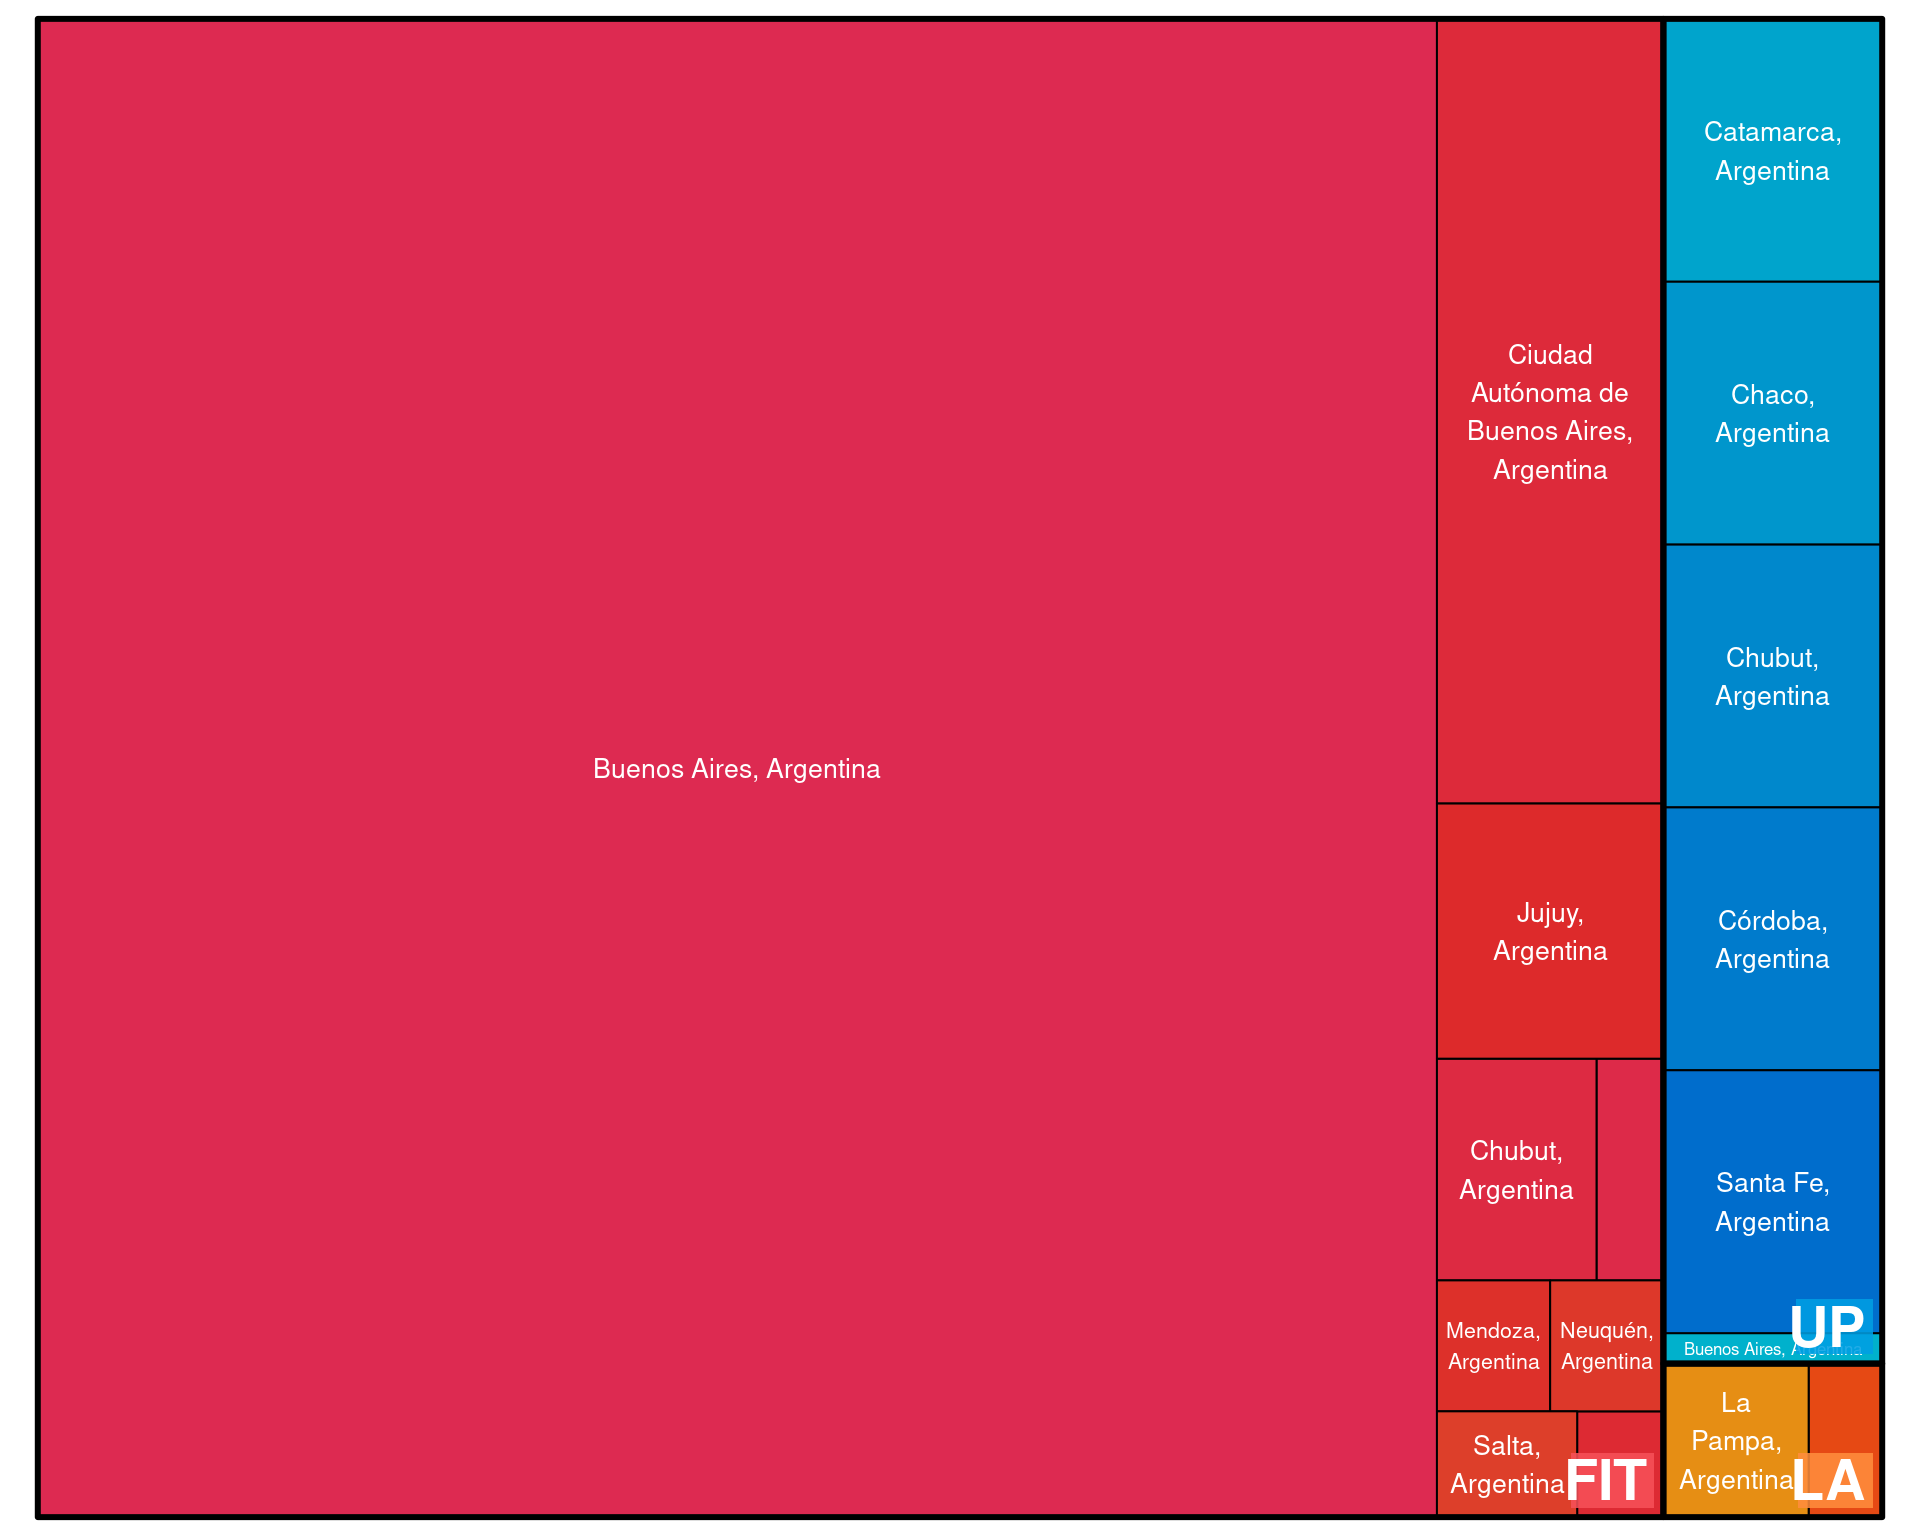 Buenos Aires, Argentina
Ciudad
Autónoma de
Buenos Aires,
Argentina
Jujuy,
Argentina
Chubut,
Argentina
Mendoza,
Argentina
Neuquén,
Argentina
Salta,
Argentina
FIT
Catamarca,
Argentina
Chaco,
Argentina
Chubut,
Argentina
Córdoba,
Argentina
Santa Fe,
Argentina
UP
Buenos Aires, Argentina
La
Pampa,
Argentina
LA